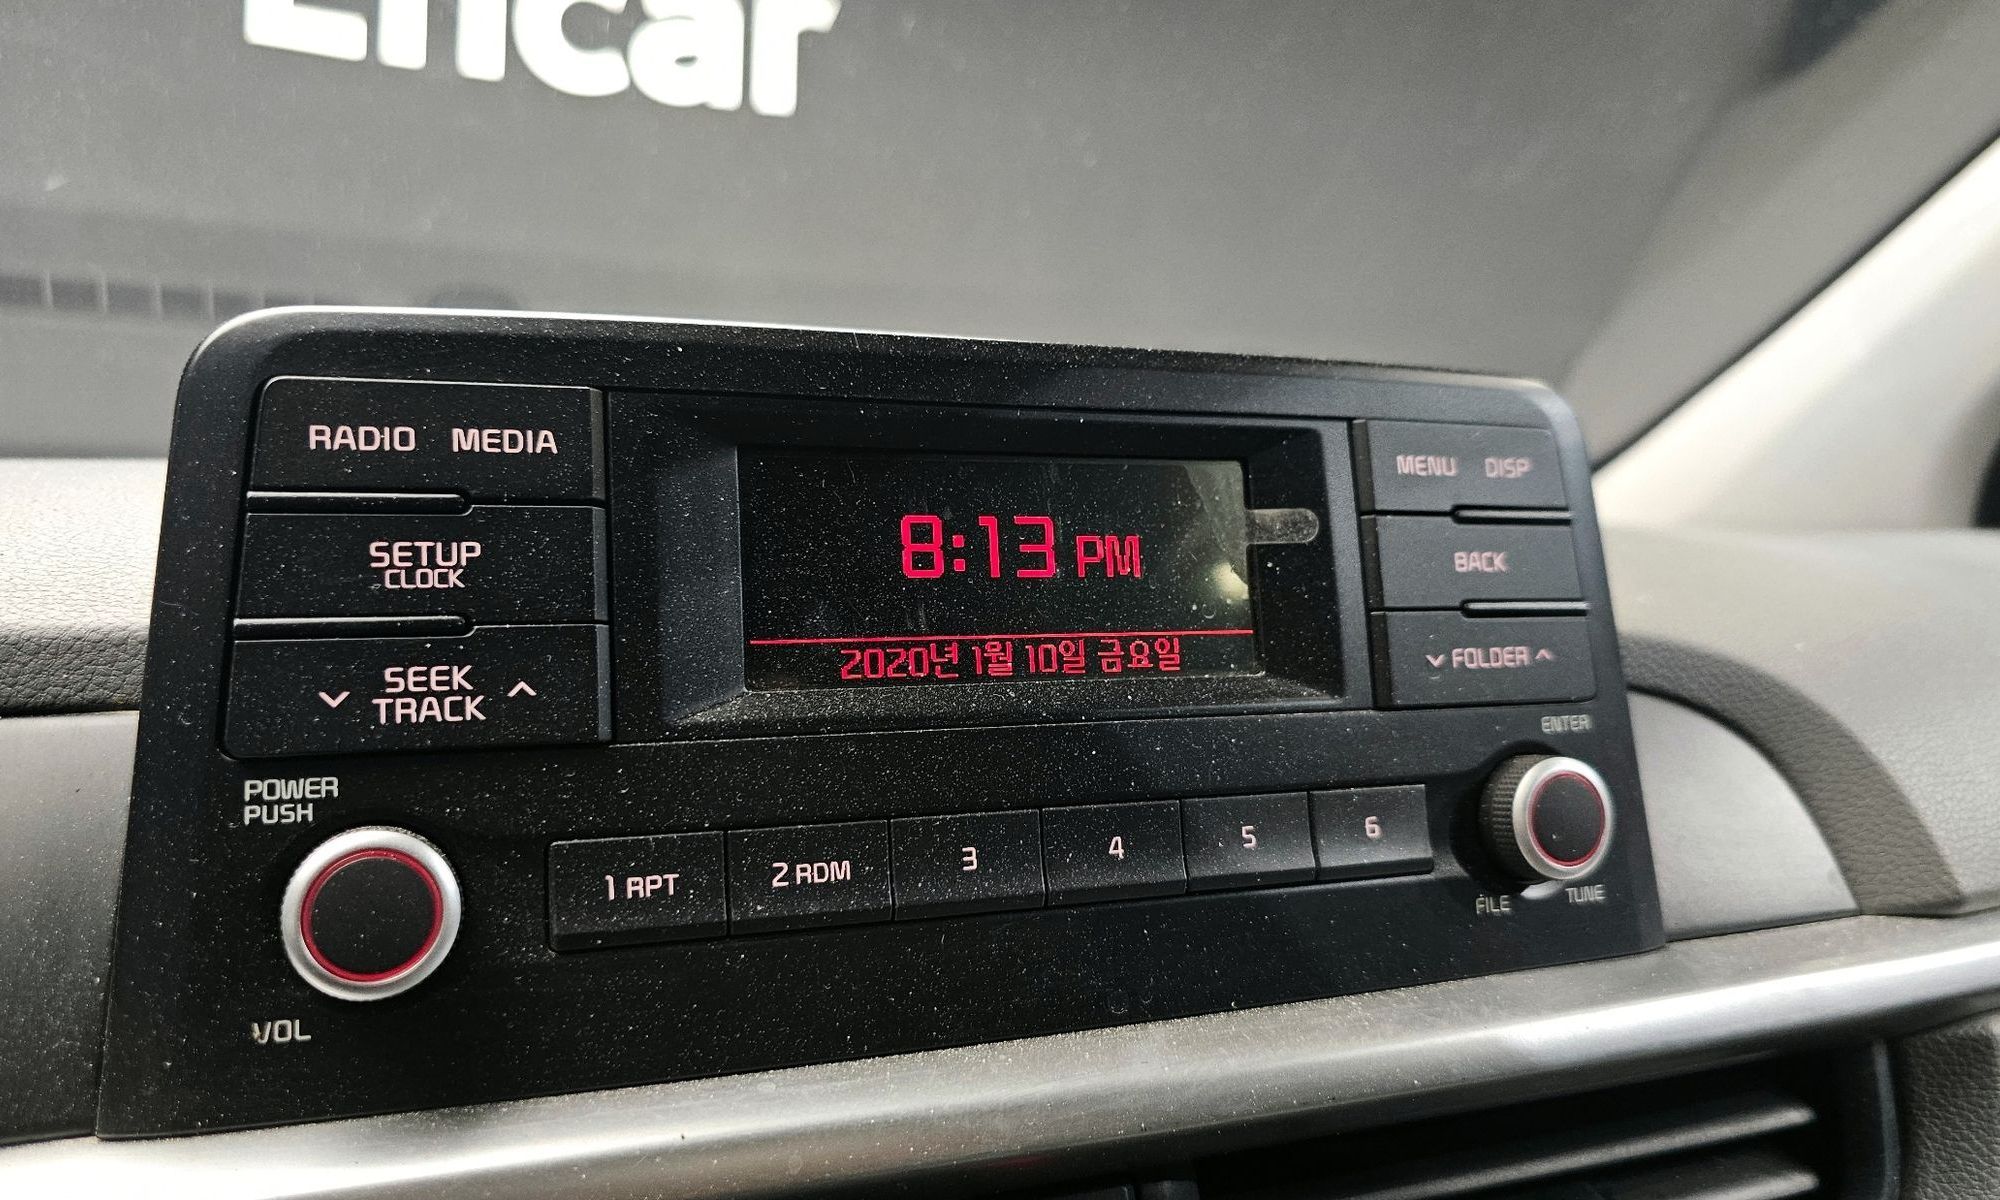 Encar
RADIO MEDIA
SETUP
CLOCK
SEEK
TRACK
POWER
PUSH
VOL
8:13 PM
2020년 1월 10일 금요일
MENU DISP
BACK
FOLDER
ENTER
1 RPT 2 RDM 3 4 5 6
FILE TUNE